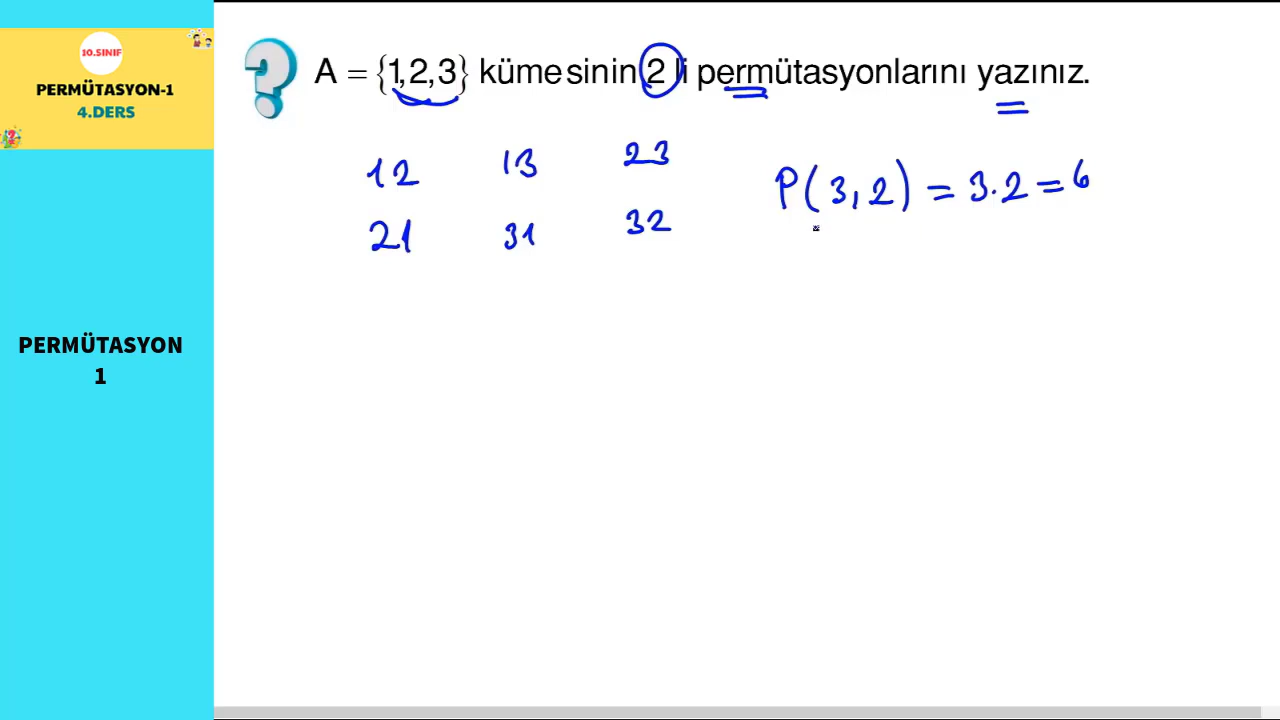 10.SINIF
PERMÜTASYON-1
4.DERS
A = {1,2,3} kümesinin 2 li permütasyonlarını yazınız.
12 13 23
21 31 32
P(3,2) = 3.2 = 6
PERMÜTASYON
1